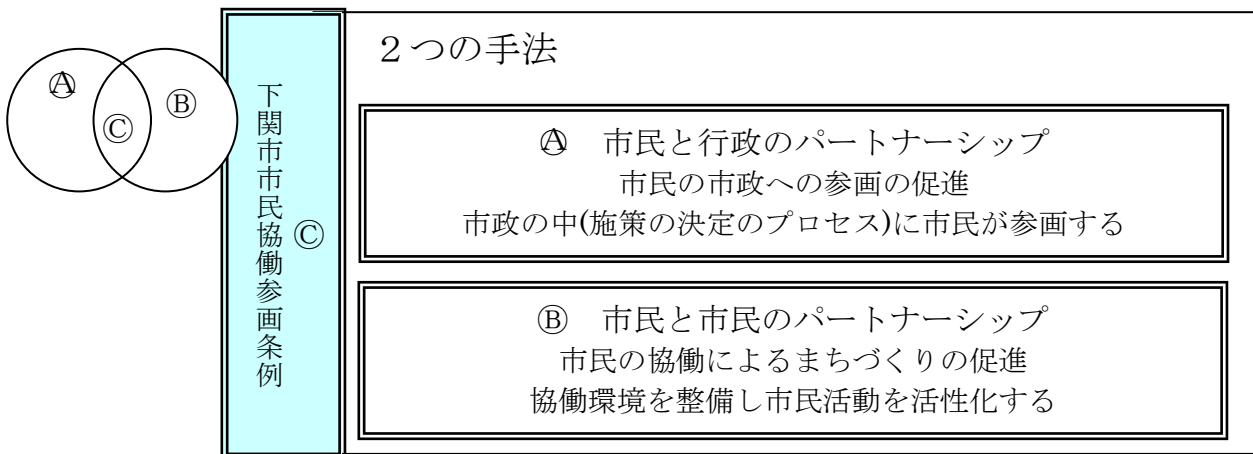 Ⓐ
Ⓑ
Ⓒ
下関市市民協働参画条例
Ⓒ
２つの手法
Ⓐ 市民と行政のパートナーシップ
市民の市政への参画の促進
市政の中(施策の決定のプロセス)に市民が参画する
Ⓑ 市民と市民のパートナーシップ
市民の協働によるまちづくりの促進
協働環境を整備し市民活動を活性化する